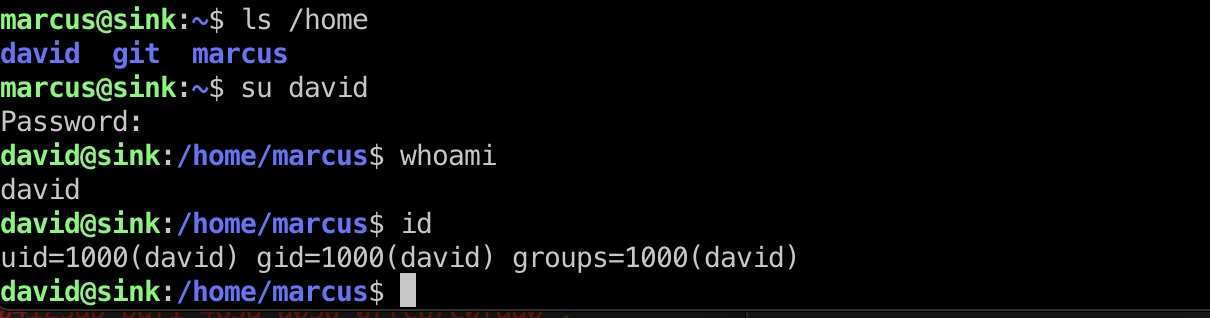 marcus@sink:~$ ls /home
david  git  marcus
marcus@sink:~$ su david
Password:
david@sink:/home/marcus$ whoami
david
david@sink:/home/marcus$ id
uid=1000(david) gid=1000(david) groups=1000(david)
david@sink:/home/marcus$